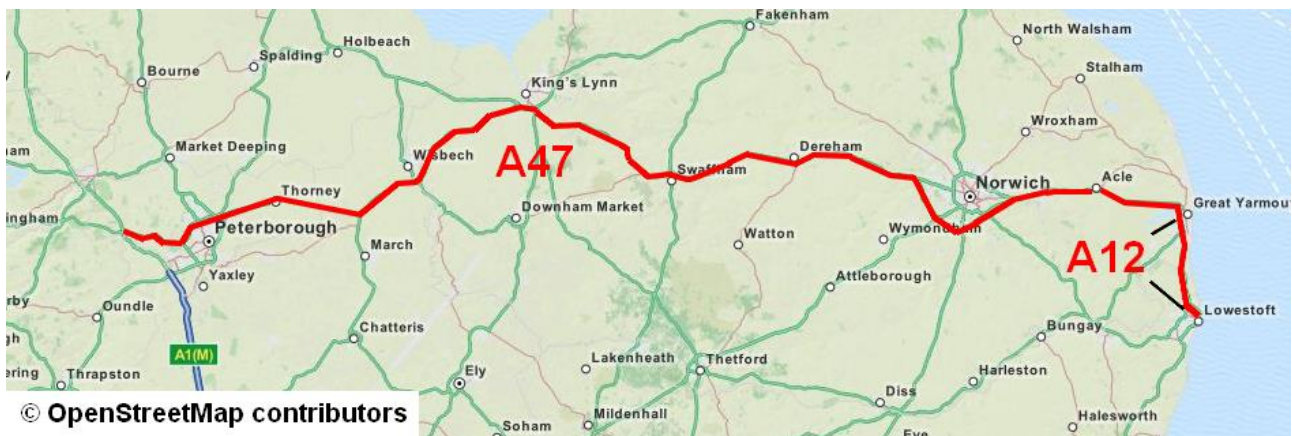 Fakenham
North Walsham
Holbeach
Spalding
Bourne
Stalham
King's Lynn
Wroxham
Market Deeping
Wisbech
A47
Dereham
Swaffham
Thorney
Norwich
Acle
Downham Market
Great Yarmout
Peterborough
Watton
Wymondham
March
A12
Yaxley
Attleborough
Oundle
Lowestoft
Chatteris
Bungay
A1(M)
Lakenheath
Thetford
Harleston
Thrapston
Ely
Diss
© OpenStreetMap contributors
Mildenhall
Halesworth
Soham